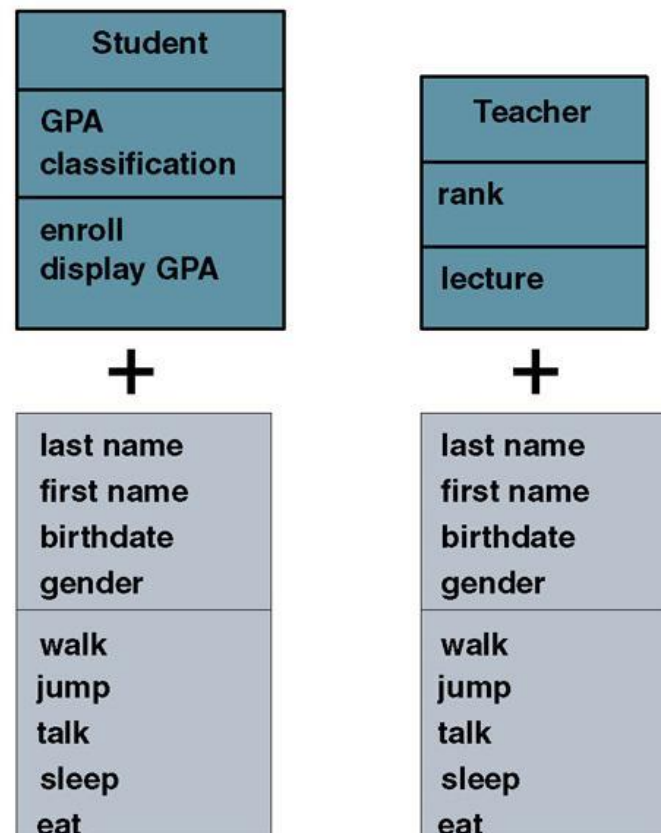 Student
GPA
classification
enroll
display GPA
+
last name
first name
birthdate
gender
walk
jump
talk
sleep
eat
Teacher
rank
lecture
+
last name
first name
birthdate
gender
walk
jump
talk
sleep
eat